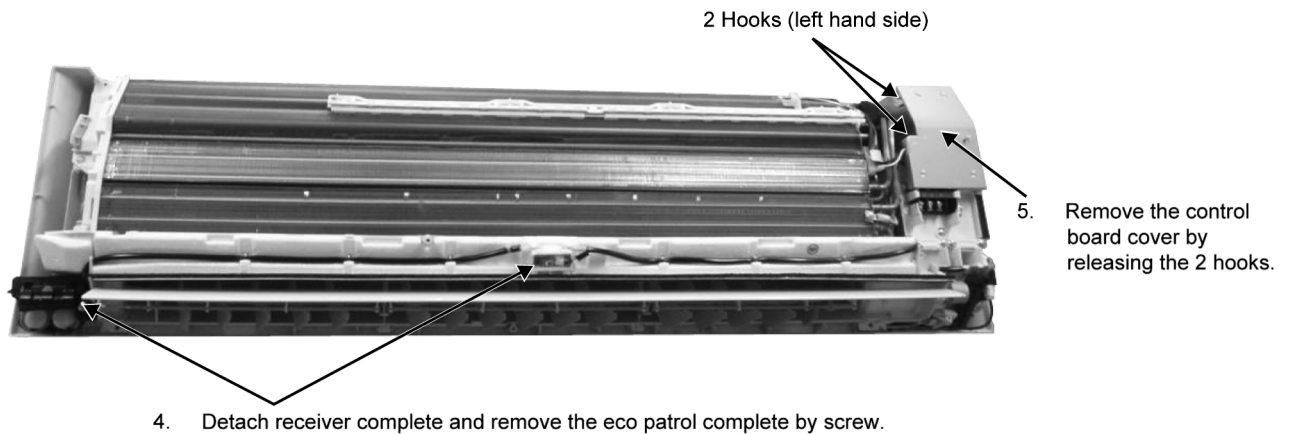 2 Hooks (left hand side)
5. Remove the control
board cover by
releasing the 2 hooks.
4. Detach receiver complete and remove the eco patrol complete by screw.